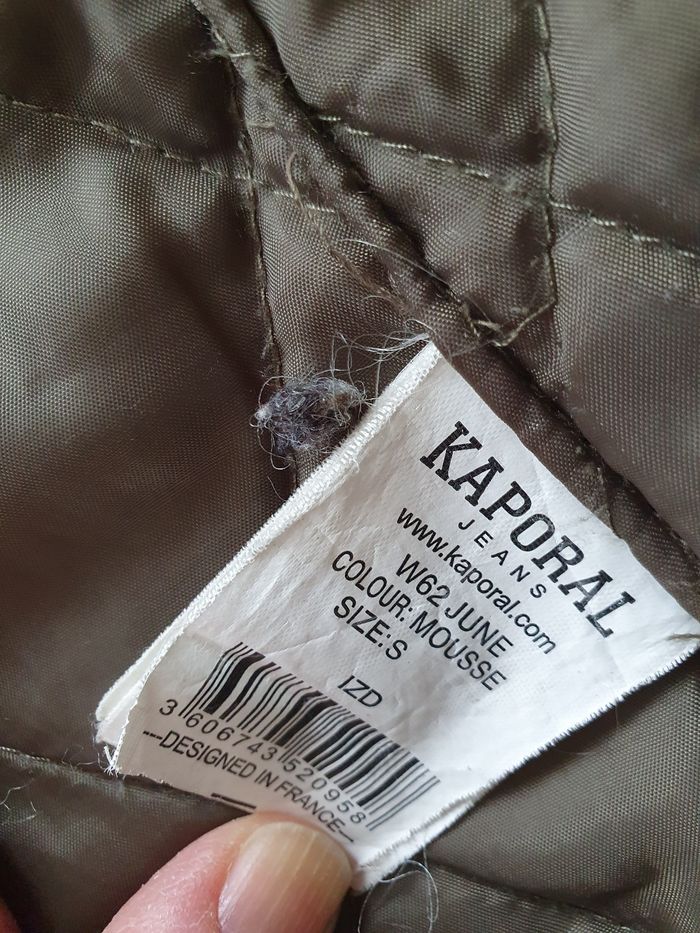 KAPORAL
JEANS
www.kaporal.com
W62 JUNE
COLOUR: MOUSSE
SIZE:S
IZD
3 606743 520958
---DESIGNED IN FRANCE---